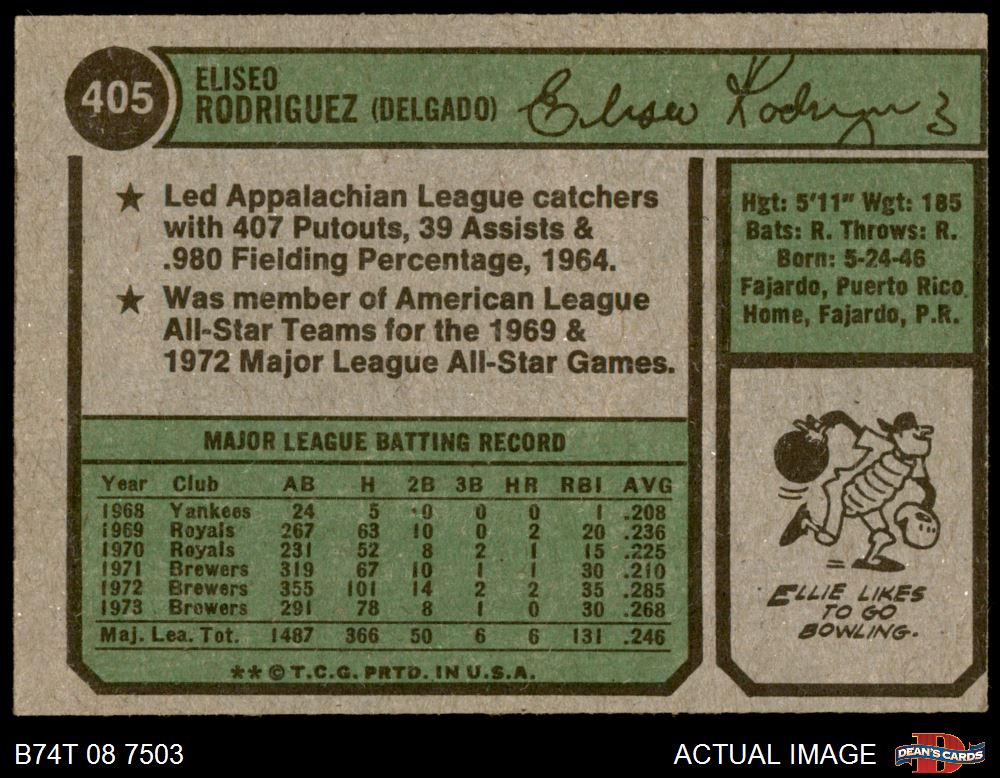 405
ELISEO
RODRIGUEZ (DELGADO)
Eliseo Rodriguez
★ Led Appalachian League catchers
with 407 Putouts, 39 Assists &
.980 Fielding Percentage, 1964.
★ Was member of American League
All-Star Teams for the 1969 &
1972 Major League All-Star Games.
Hgt: 5'11" Wgt: 185
Bats: R. Throws: R.
Born: 5-24-46
Fajardo, Puerto Rico
Home, Fajardo, P.R.
MAJOR LEAGUE BATTING RECORD
Year Club AB H 2B 3B HR RBI AVG
1968 Yankees 24 5 0 0 0 1 .208
1969 Royals 267 63 10 0 2 20 .236
1970 Royals 231 52 8 2 1 15 .225
1971 Brewers 319 67 10 1 1 30 .210
1972 Brewers 355 101 14 2 2 35 .285
1973 Brewers 291 78 8 1 0 30 .268
Maj. Lea. Tot. 1487 366 50 6 6 131 .246
** © T.C.G. PRTD. IN U.S.A.
ELLIE LIKES
TO GO
BOWLING.
B74T 08 7503
ACTUAL IMAGE
DEAN'S CARDS